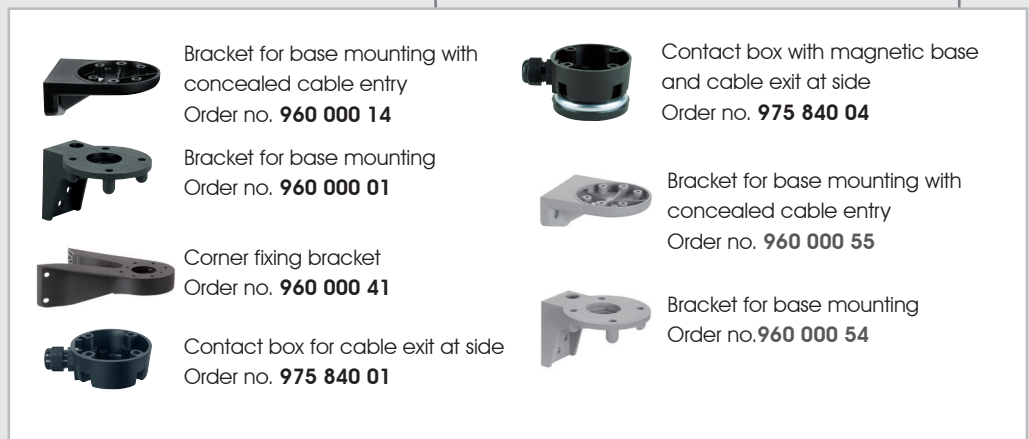 Bracket for base mounting with
concealed cable entry
Order no. 960 000 14
Bracket for base mounting
Order no. 960 000 01
Corner fixing bracket
Order no. 960 000 41
Contact box for cable exit at side
Order no. 975 840 01
Contact box with magnetic base
and cable exit at side
Order no. 975 840 04
Bracket for base mounting with
concealed cable entry
Order no. 960 000 55
Bracket for base mounting
Order no.960 000 54